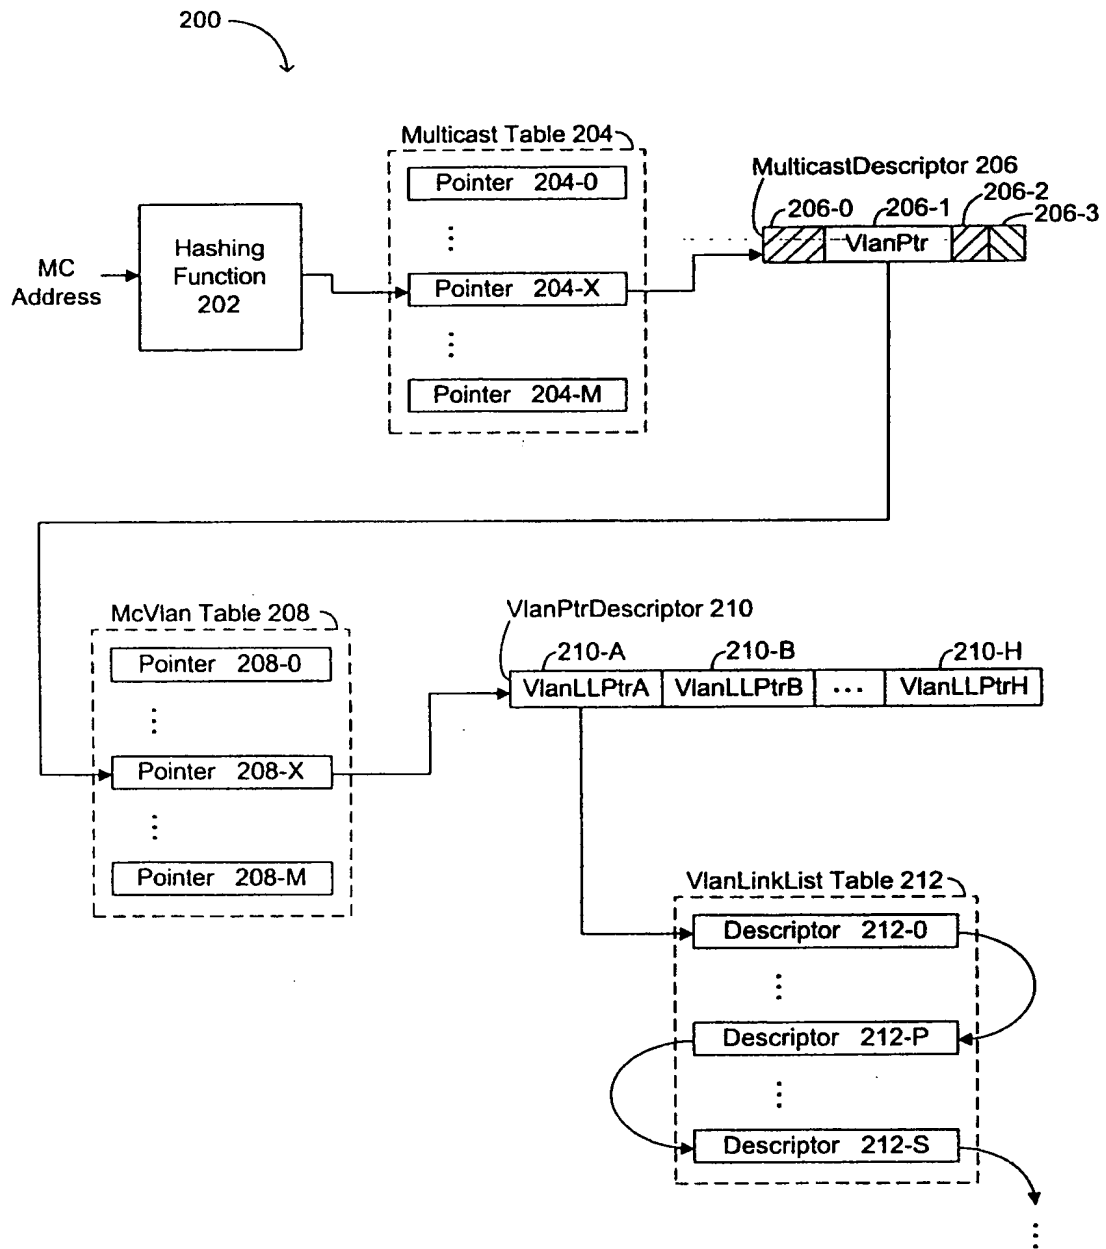 200
Multicast Table 204
Pointer 204-0
⋮
Pointer 204-X
⋮
Pointer 204-M
MC
Address
Hashing
Function
202
MulticastDescriptor 206
206-0
206-1
206-2
206-3
VlanPtr
McVlan Table 208
Pointer 208-0
⋮
Pointer 208-X
⋮
Pointer 208-M
VlanPtrDescriptor 210
210-A
210-B
210-H
VlanLLPtrA
VlanLLPtrB
...
VlanLLPtrH
VlanLinkList Table 212
Descriptor 212-0
⋮
Descriptor 212-P
⋮
Descriptor 212-S
⋮